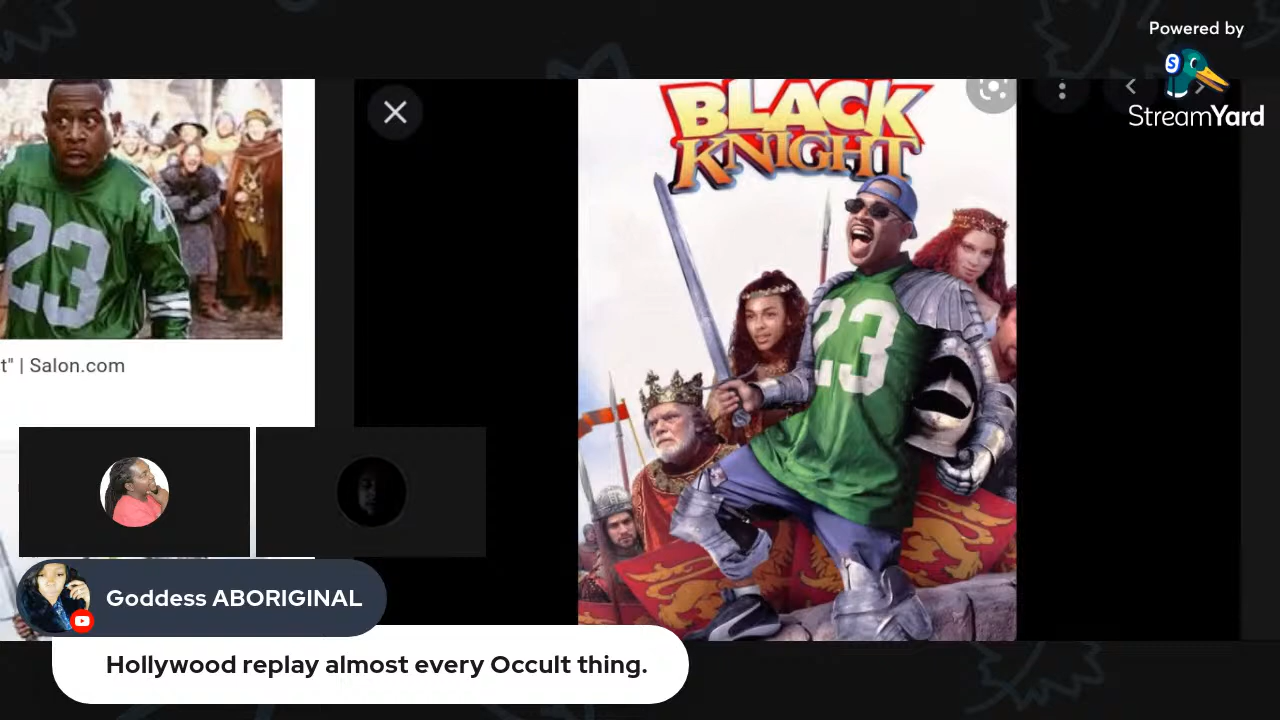 Powered by
StreamYard
BLACK
KNIGHT
23
23
t" | Salon.com
Goddess ABORIGINAL
Hollywood replay almost every Occult thing.